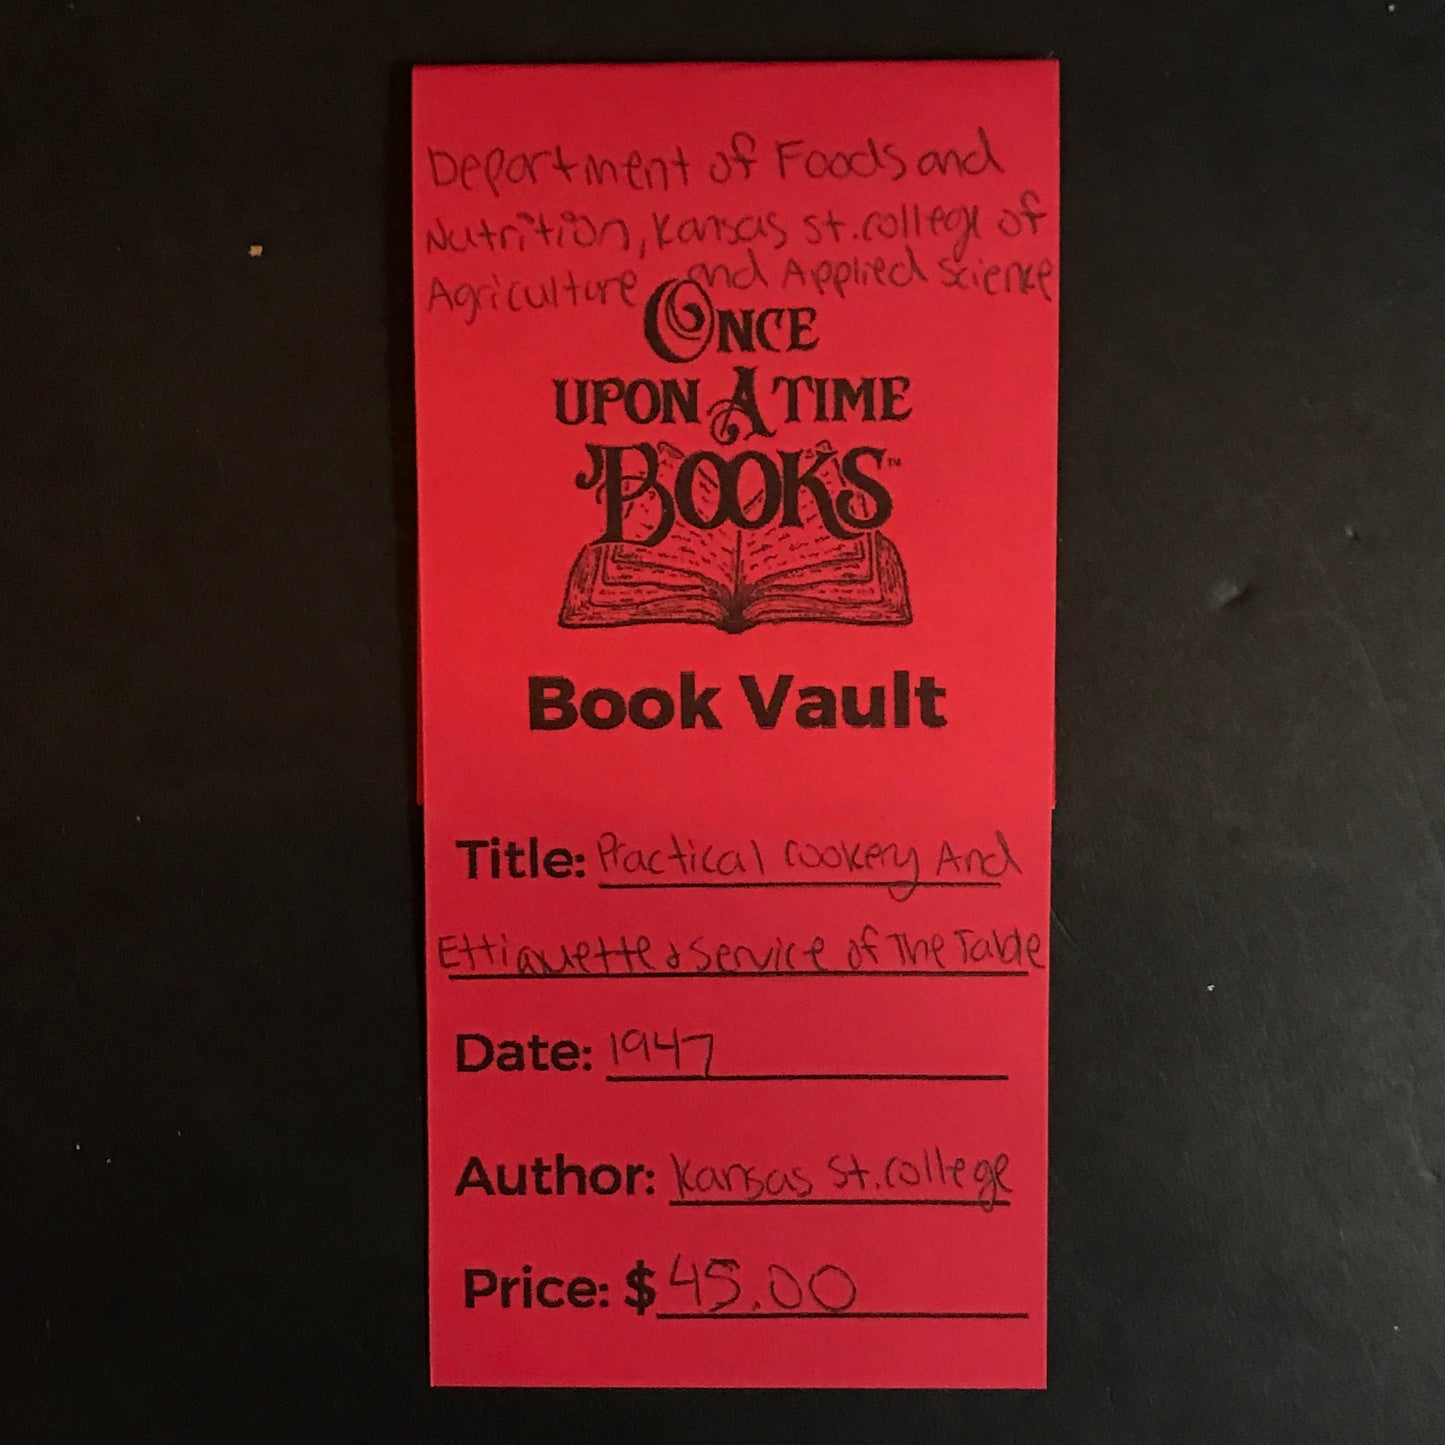 Department of Foods and
Nutrition, Kansas st. college of
Agriculture and Applied science
ONCE
UPON A TIME
BOOKS™
Book Vault
Title: Practical cookery And
Ettiquette & Service of The Table
Date: 1947
Author: Kansas St. college
Price: $45.00